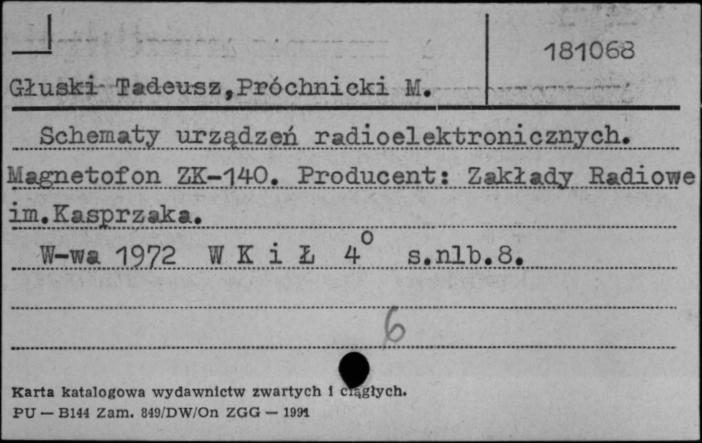 181068
Głuski Tadeusz,Próchnicki M.
Schematy urządzeń radioelektronicznych.
Magnetofon ZK-140. Producent: Zakłady Radiowe
im.Kasprzaka.
W-wa 1972 W K i Ł 4° s.nlb.8.
6
Karta katalogowa wydawnictw zwartych i ciągłych.
PU — B144 Zam. 849/DW/On ZGG — 1991